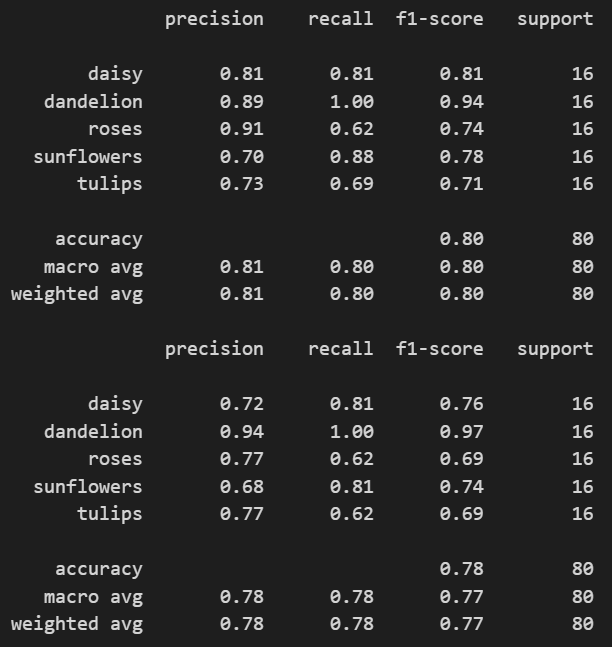 precision recall f1-score support
daisy 0.81 0.81 0.81 16
dandelion 0.89 1.00 0.94 16
roses 0.91 0.62 0.74 16
sunflowers 0.70 0.88 0.78 16
tulips 0.73 0.69 0.71 16
accuracy 0.80 80
macro avg 0.81 0.80 0.80 80
weighted avg 0.81 0.80 0.80 80
precision recall f1-score support
daisy 0.72 0.81 0.76 16
dandelion 0.94 1.00 0.97 16
roses 0.77 0.62 0.69 16
sunflowers 0.68 0.81 0.74 16
tulips 0.77 0.62 0.69 16
accuracy 0.78 80
macro avg 0.78 0.78 0.77 80
weighted avg 0.78 0.78 0.77 80